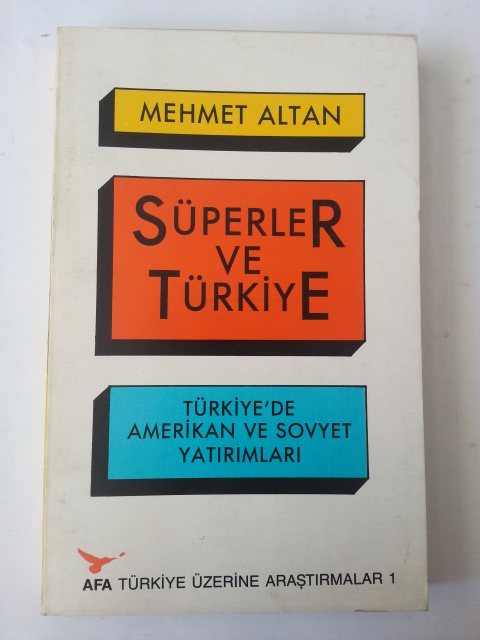 MEHMET ALTAN
SÜPERLER
VE
TÜRKİYE
TÜRKİYE'DE
AMERİKAN VE SOVYET
YATIRIMLARI
AFA TÜRKİYE ÜZERİNE ARAŞTIRMALAR 1